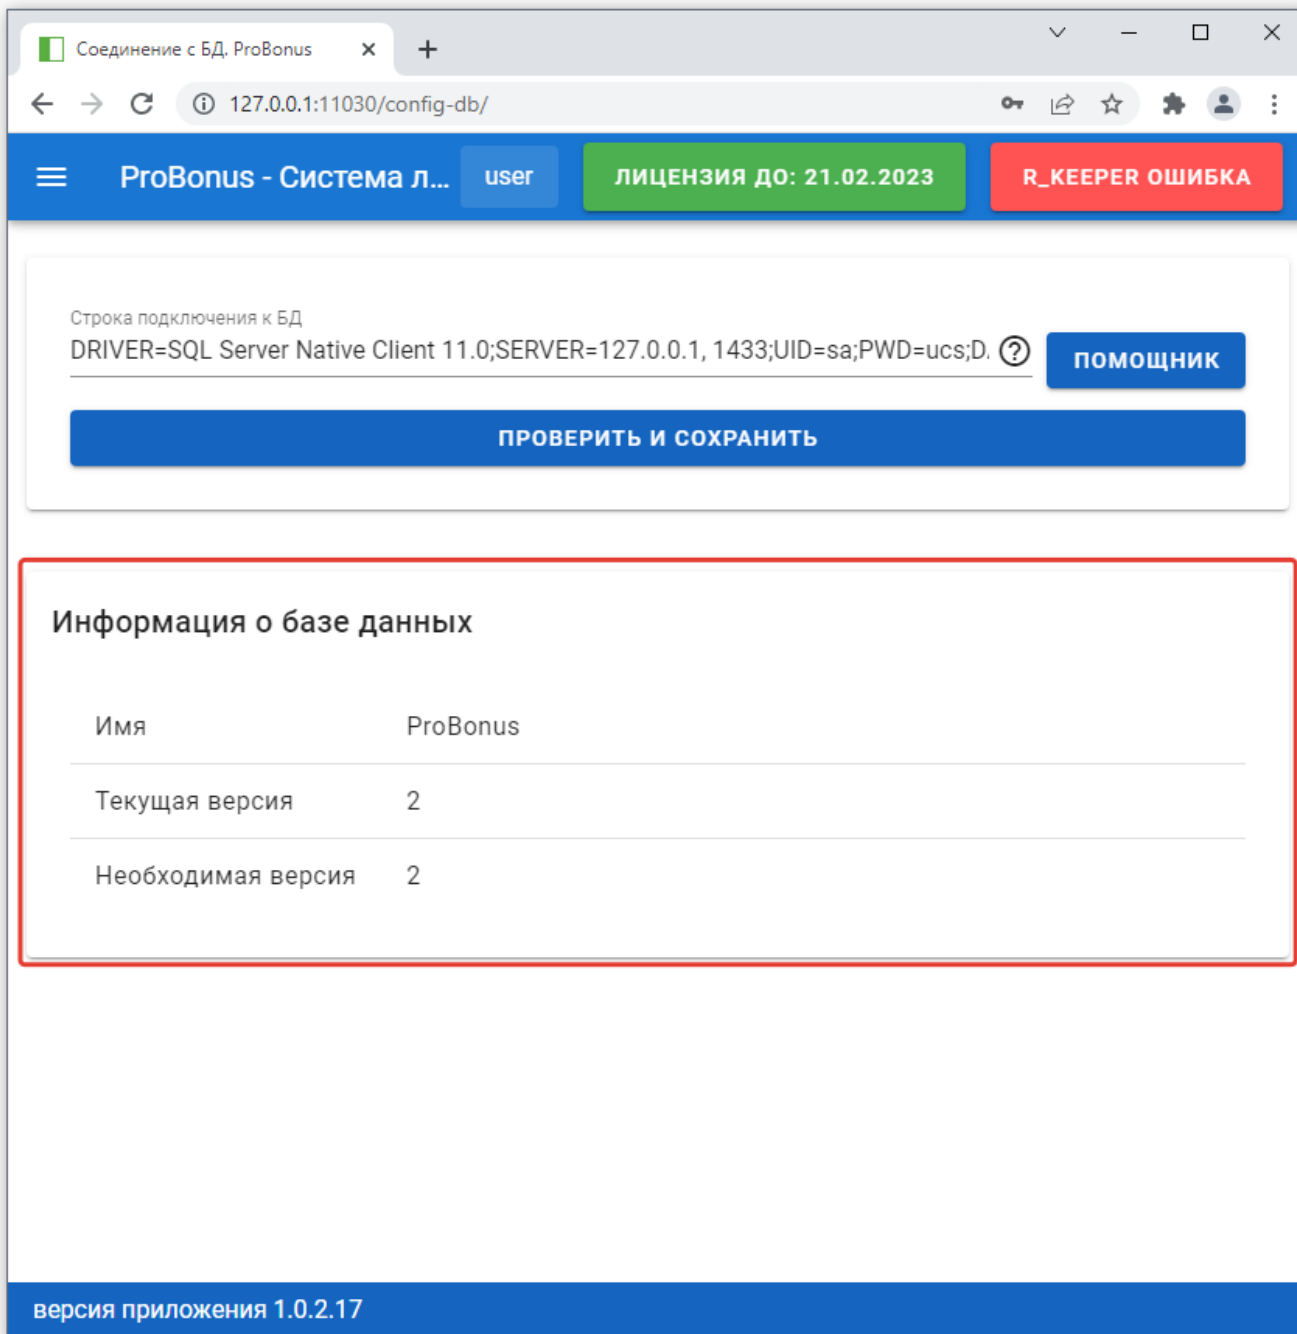 Соединение с БД. ProBonus
127.0.0.1:11030/config-db/
ProBonus - Система л... user ЛИЦЕНЗИЯ ДО: 21.02.2023 R_KEEPER ОШИБКА
Строка подключения к БД
DRIVER=SQL Server Native Client 11.0;SERVER=127.0.0.1, 1433;UID=sa;PWD=ucs;D
ПОМОЩНИК
ПРОВЕРИТЬ И СОХРАНИТЬ
Информация о базе данных
Имя ProBonus
Текущая версия 2
Необходимая версия 2
версия приложения 1.0.2.17